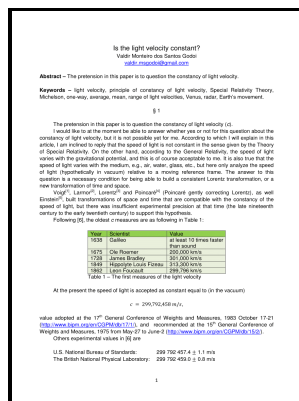 Is the light velocity constant?
Valdir Monteiro dos Santos Godoi
valdir.msgodoi@gmail.com
Abstract – The pretension in this paper is to question the constancy of light velocity.
Keywords – light velocity, principle of constancy of light velocity, Special Relativity Theory,
Michelson, one-way, average, mean, range of light velocities, Venus, radar, Earth's movement.
§ 1
The pretension in this paper is to question the constancy of light velocity (c).
I would like to at the moment be able to answer whether yes or not for this question about the
constancy of light velocity, but it is not possible yet for me. According to which I will explain in this
article, I am inclined to reply that the speed of light is not constant in the sense given by the Theory
of Special Relativity. On the other hand, according to the General Relativity, the speed of light
varies with the gravitational potential, and this is of course acceptable to me. It is also true that the
speed of light varies with the medium, e.g., air, water, glass, etc., but here only analyze the speed
of light (hypothetically in vacuum) relative to a moving reference frame. The answer to this
question is a necessary condition for being able to build a consistent Lorentz transformation, or a
new transformation of time and space.
Voigt[1], Larmor[2], Lorentz[3] and Poincaré[4] (Poincaré gently correcting Lorentz), as well
Einstein[5], built transformations of space and time that are compatible with the constancy of the
speed of light, but there was insufficient experimental precision at that time (the late nineteenth
century to the early twentieth century) to support this hypothesis.
Following [6], the oldest c measures are as following in Table 1:
Year Scientist Value
1638 Galileo at least 10 times faster
than sound
1675 Ole Roemer 200,000 km/s
1728 James Bradley 301,000 km/s
1849 Hippolyte Louis Fizeau 313,300 km/s
1862 Leon Foucault 299,796 km/s
Table 1 – The first measures of the light velocity
At the present the speed of light is accepted as constant equal to (in the vacuum)
c = 299,792,458 m/s,
value adopted at the 17th General Conference of Weights and Measures, 1983 October 17-21
(http://www.bipm.org/en/CGPM/db/17/1/), and recommended at the 15th General Conference of
Weights and Measures, 1975 from May-27 to June-2 (http://www.bipm.org/en/CGPM/db/15/2/).
Others experimental values in [6] are
U.S. National Bureau of Standards: 299 792 457.4 ± 1.1 m/s
The British National Physical Laboratory: 299 792 459.0 ± 0.8 m/s
1